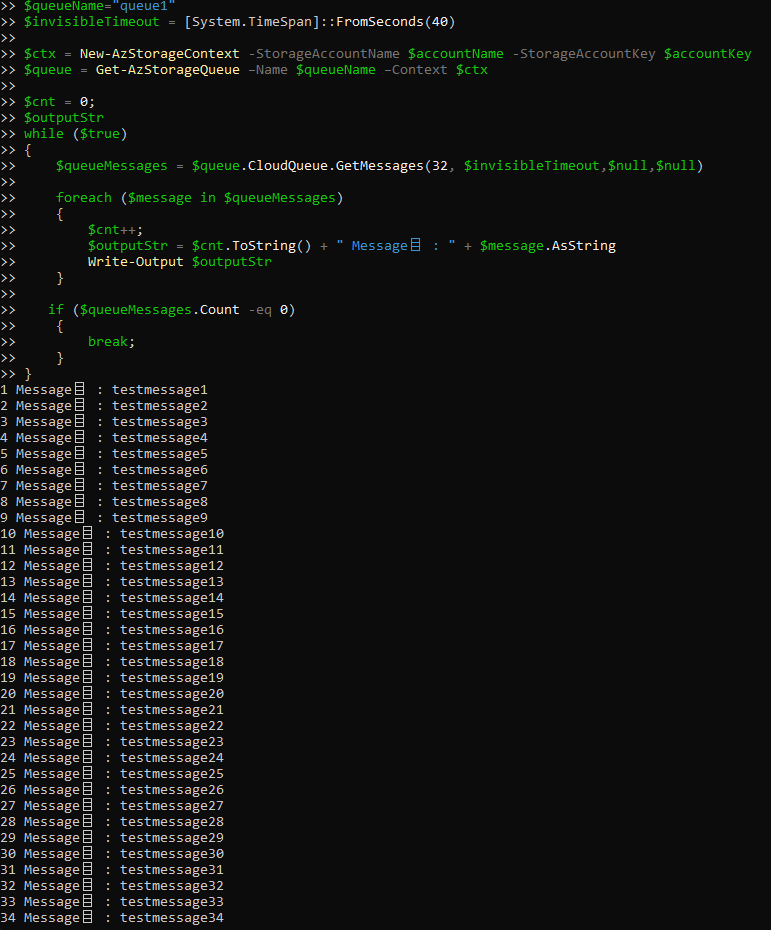 >> $queueName="queue1"
>> $invisibleTimeout = [System.TimeSpan]::FromSeconds(40)
>>
>> $ctx = New-AzStorageContext -StorageAccountName $accountName -StorageAccountKey $accountKey
>> $queue = Get-AzStorageQueue –Name $queueName –Context $ctx
>>
>> $cnt = 0;
>> $outputStr
>> while ($true)
>> {
>>     $queueMessages = $queue.CloudQueue.GetMessages(32, $invisibleTimeout,$null,$null)
>>
>>     foreach ($message in $queueMessages)
>>     {
>>         $cnt++;
>>         $outputStr = $cnt.ToString() + " Message : " + $message.AsString
>>         Write-Output $outputStr
>>     }
>>
>>    if ($queueMessages.Count -eq 0)
>>     {
>>         break;
>>     }
>> }
1 Message : testmessage1
2 Message : testmessage2
3 Message : testmessage3
4 Message : testmessage4
5 Message : testmessage5
6 Message : testmessage6
7 Message : testmessage7
8 Message : testmessage8
9 Message : testmessage9
10 Message : testmessage10
11 Message : testmessage11
12 Message : testmessage12
13 Message : testmessage13
14 Message : testmessage14
15 Message : testmessage15
16 Message : testmessage16
17 Message : testmessage17
18 Message : testmessage18
19 Message : testmessage19
20 Message : testmessage20
21 Message : testmessage21
22 Message : testmessage22
23 Message : testmessage23
24 Message : testmessage24
25 Message : testmessage25
26 Message : testmessage26
27 Message : testmessage27
28 Message : testmessage28
29 Message : testmessage29
30 Message : testmessage30
31 Message : testmessage31
32 Message : testmessage32
33 Message : testmessage33
34 Message : testmessage34